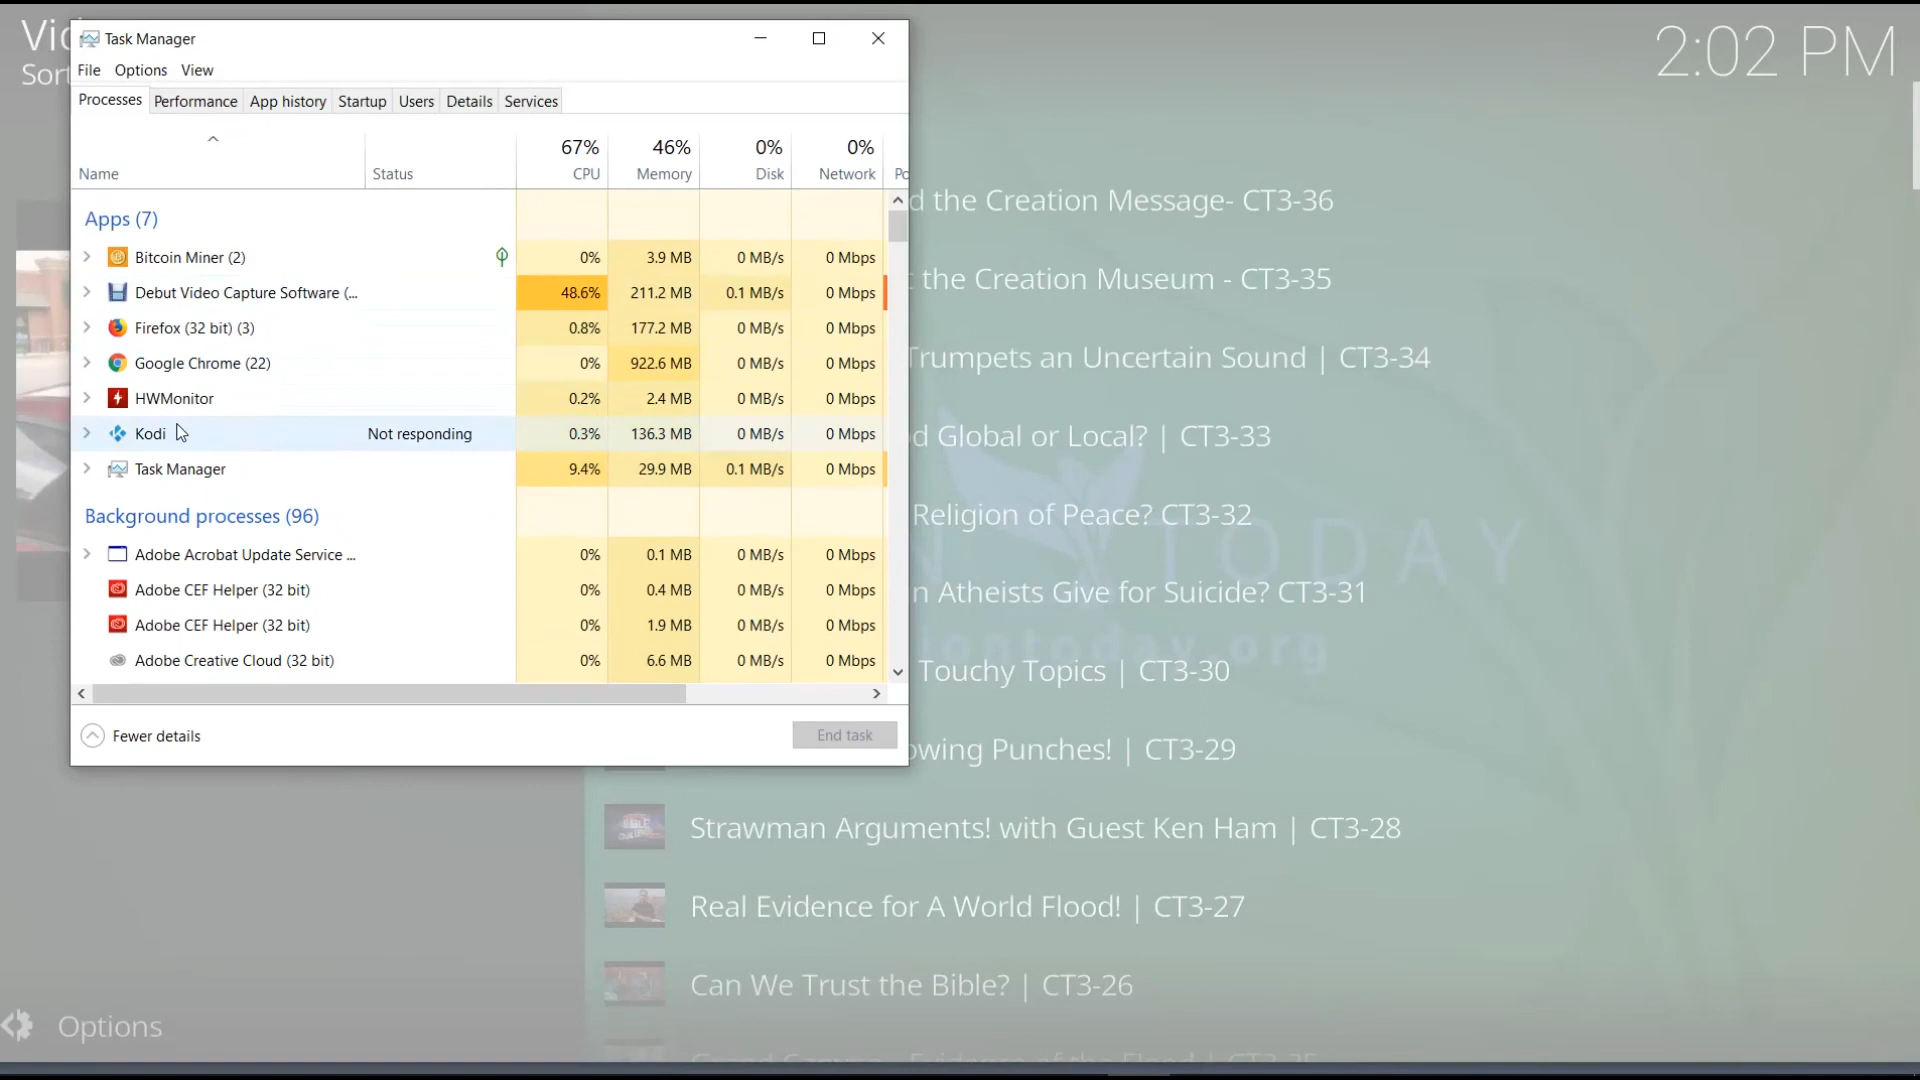 Vid
Sort
2:02 PM
Task Manager
File Options View
Processes Performance App history Startup Users Details Services
67% 46% 0% 0%
Name Status CPU Memory Disk Network Po
Apps (7)
Bitcoin Miner (2) 0% 3.9 MB 0 MB/s 0 Mbps
Debut Video Capture Software (... 48.6% 211.2 MB 0.1 MB/s 0 Mbps
Firefox (32 bit) (3) 0.8% 177.2 MB 0 MB/s 0 Mbps
Google Chrome (22) 0% 922.6 MB 0 MB/s 0 Mbps
HWMonitor 0.2% 2.4 MB 0 MB/s 0 Mbps
Kodi Not responding 0.3% 136.3 MB 0 MB/s 0 Mbps
Task Manager 9.4% 29.9 MB 0.1 MB/s 0 Mbps
Background processes (96)
Adobe Acrobat Update Service ... 0% 0.1 MB 0 MB/s 0 Mbps
Adobe CEF Helper (32 bit) 0% 0.4 MB 0 MB/s 0 Mbps
Adobe CEF Helper (32 bit) 0% 1.9 MB 0 MB/s 0 Mbps
Adobe Creative Cloud (32 bit) 0% 6.6 MB 0 MB/s 0 Mbps
Fewer details End task
d the Creation Message- CT3-36
t the Creation Museum - CT3-35
Trumpets an Uncertain Sound | CT3-34
d Global or Local? | CT3-33
Religion of Peace? CT3-32
N TODAY
n Atheists Give for Suicide? CT3-31
iontoday.org
Touchy Topics | CT3-30
owing Punches! | CT3-29
Strawman Arguments! with Guest Ken Ham | CT3-28
Real Evidence for A World Flood! | CT3-27
Can We Trust the Bible? | CT3-26
Options